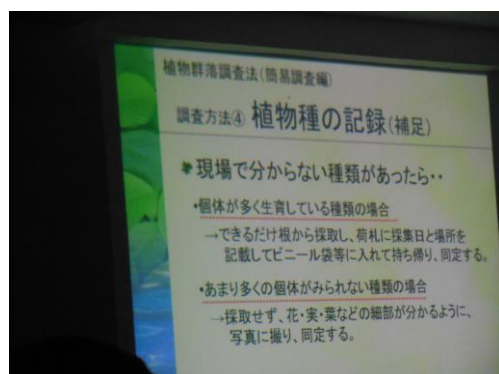 植物群落調査法(簡易調査編)
調査方法④ 植物種の記録(補足)
現場で分からない種類があったら・・
・個体が多く生育している種類の場合
→できるだけ根から採取し、荷札に採集日と場所を
記載してビニール袋等に入れて持ち帰り、同定する。
・あまり多くの個体がみられない種類の場合
→採取せず、花・実・葉などの細部が分かるように、
写真に撮り、同定する。